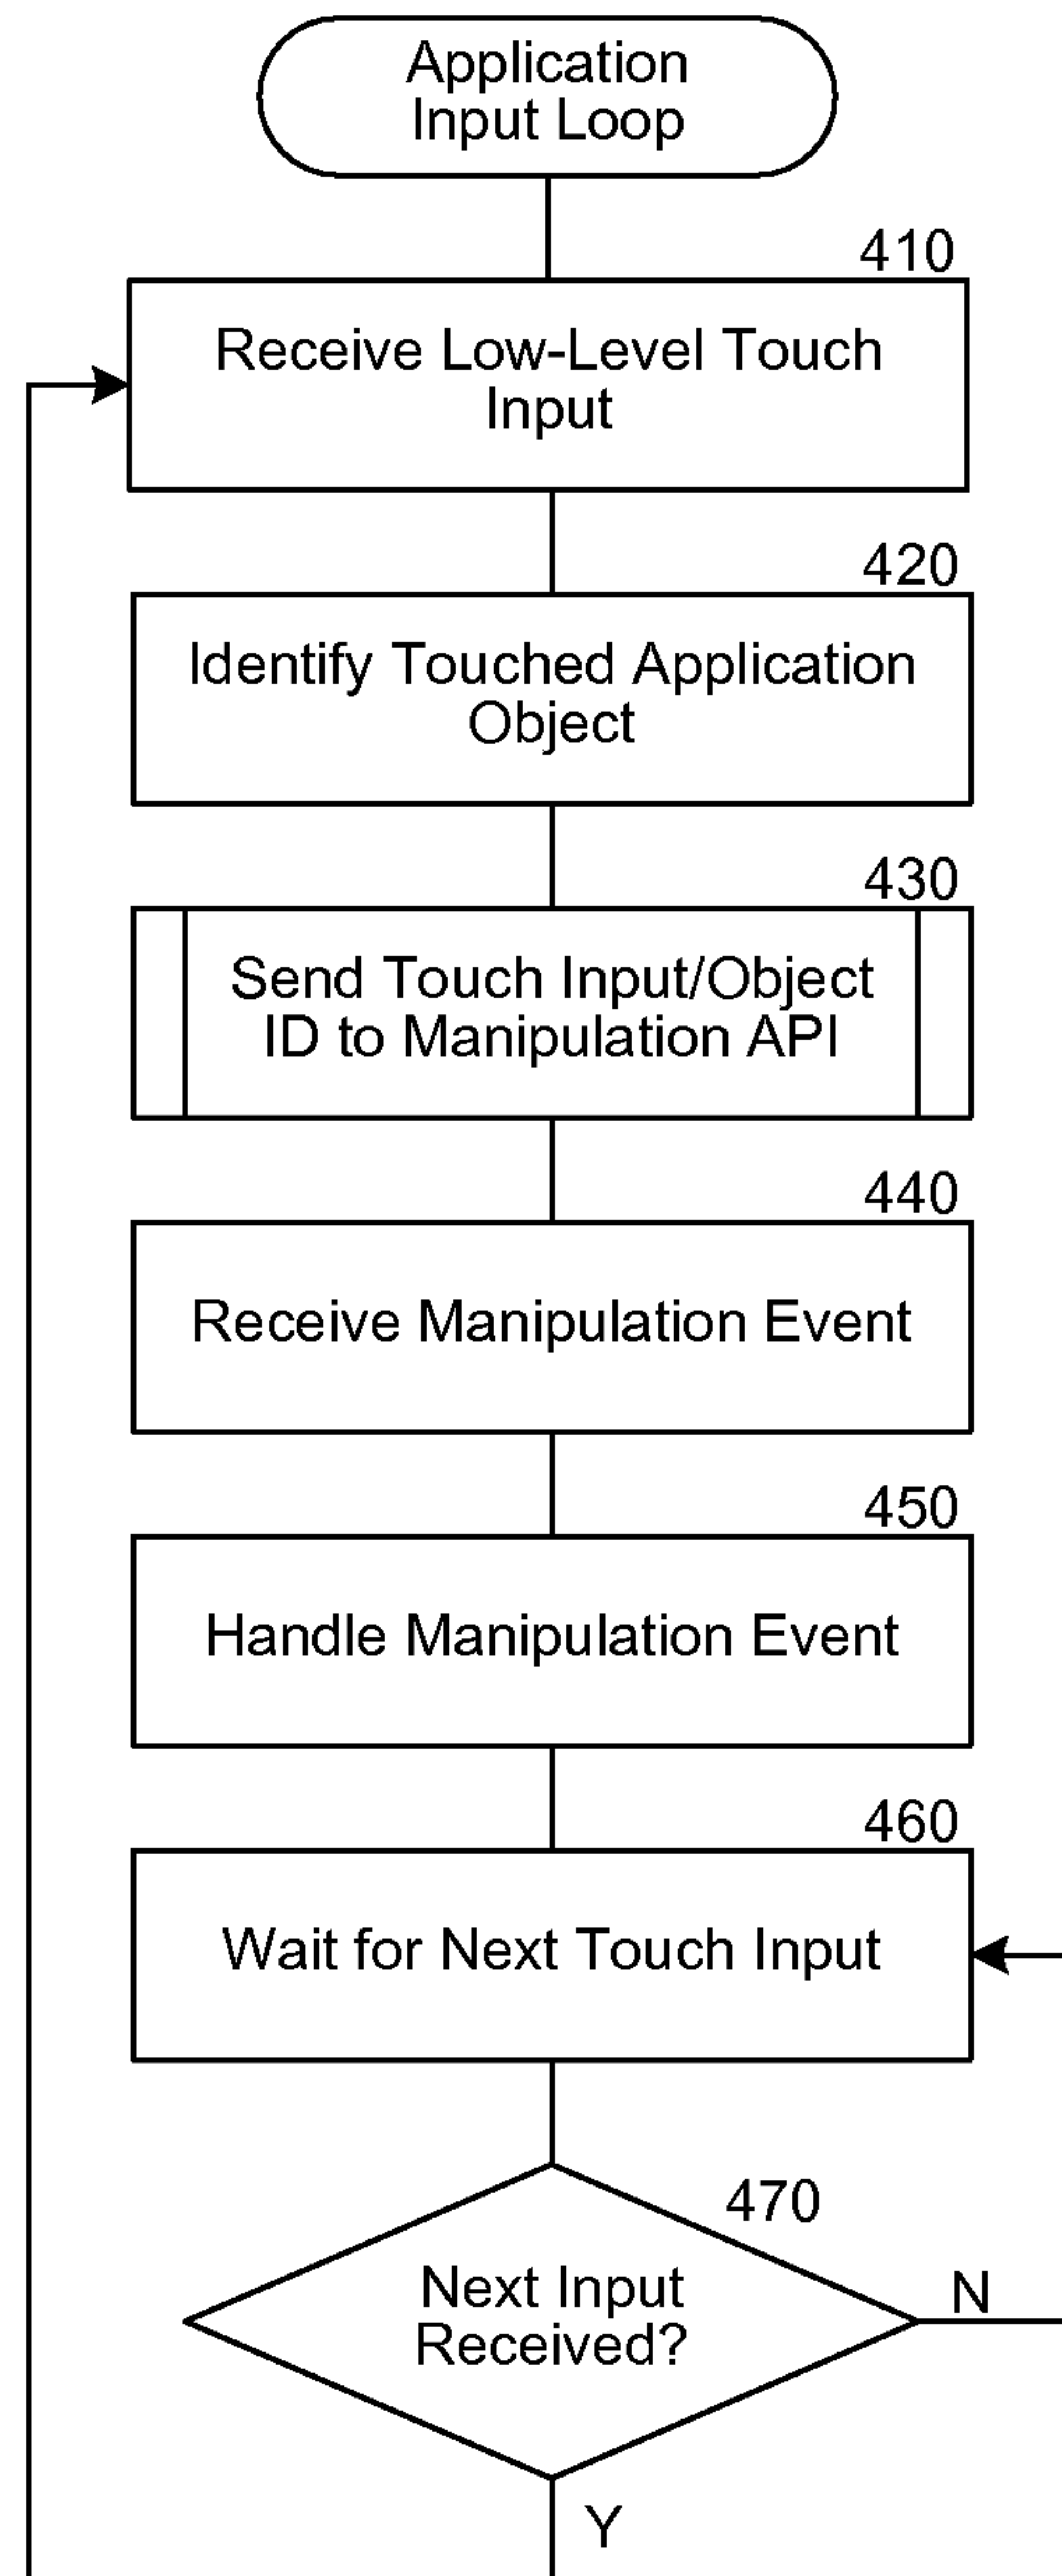 Application
Input Loop
410
Receive Low-Level Touch
Input
420
Identify Touched Application
Object
430
Send Touch Input/Object
ID to Manipulation API
440
Receive Manipulation Event
450
Handle Manipulation Event
460
Wait for Next Touch Input
470
Next Input
Received?
N
Y